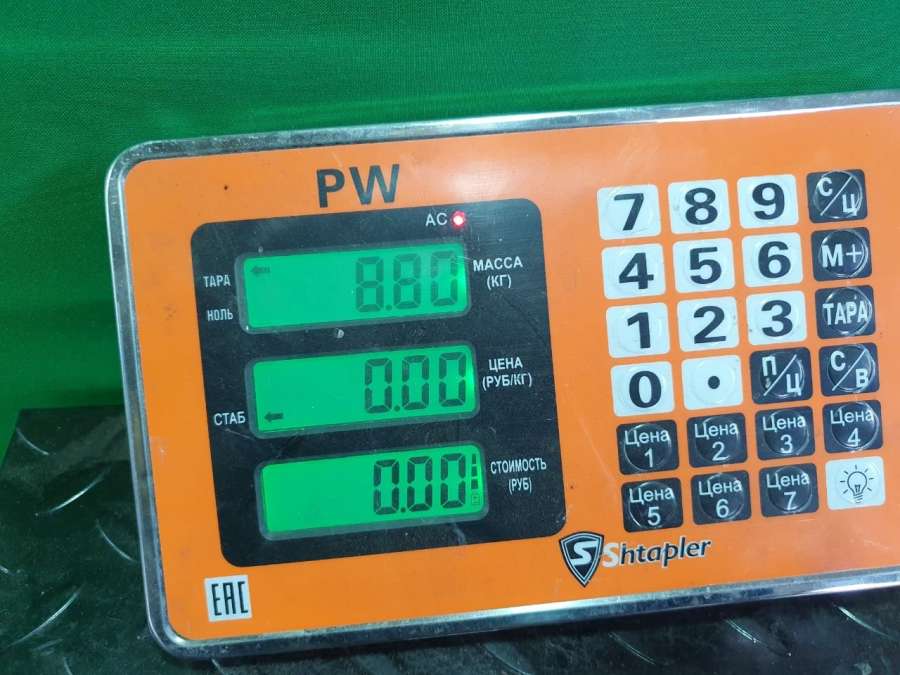 PW
AC
ТАРА
НОЛЬ
8.80
МАССА
(КГ)
СТАБ
0.00
ЦЕНА
(РУБ/КГ)
0.00
СТОИМОСТЬ
(РУБ)
7 8 9 С/Ц
4 5 6 М+
1 2 3 ТАРА
0 . П/Ц С/В
Цена 1 Цена 2 Цена 3 Цена 4
Цена 5 Цена 6 Цена 7
S Shtapler
EAC